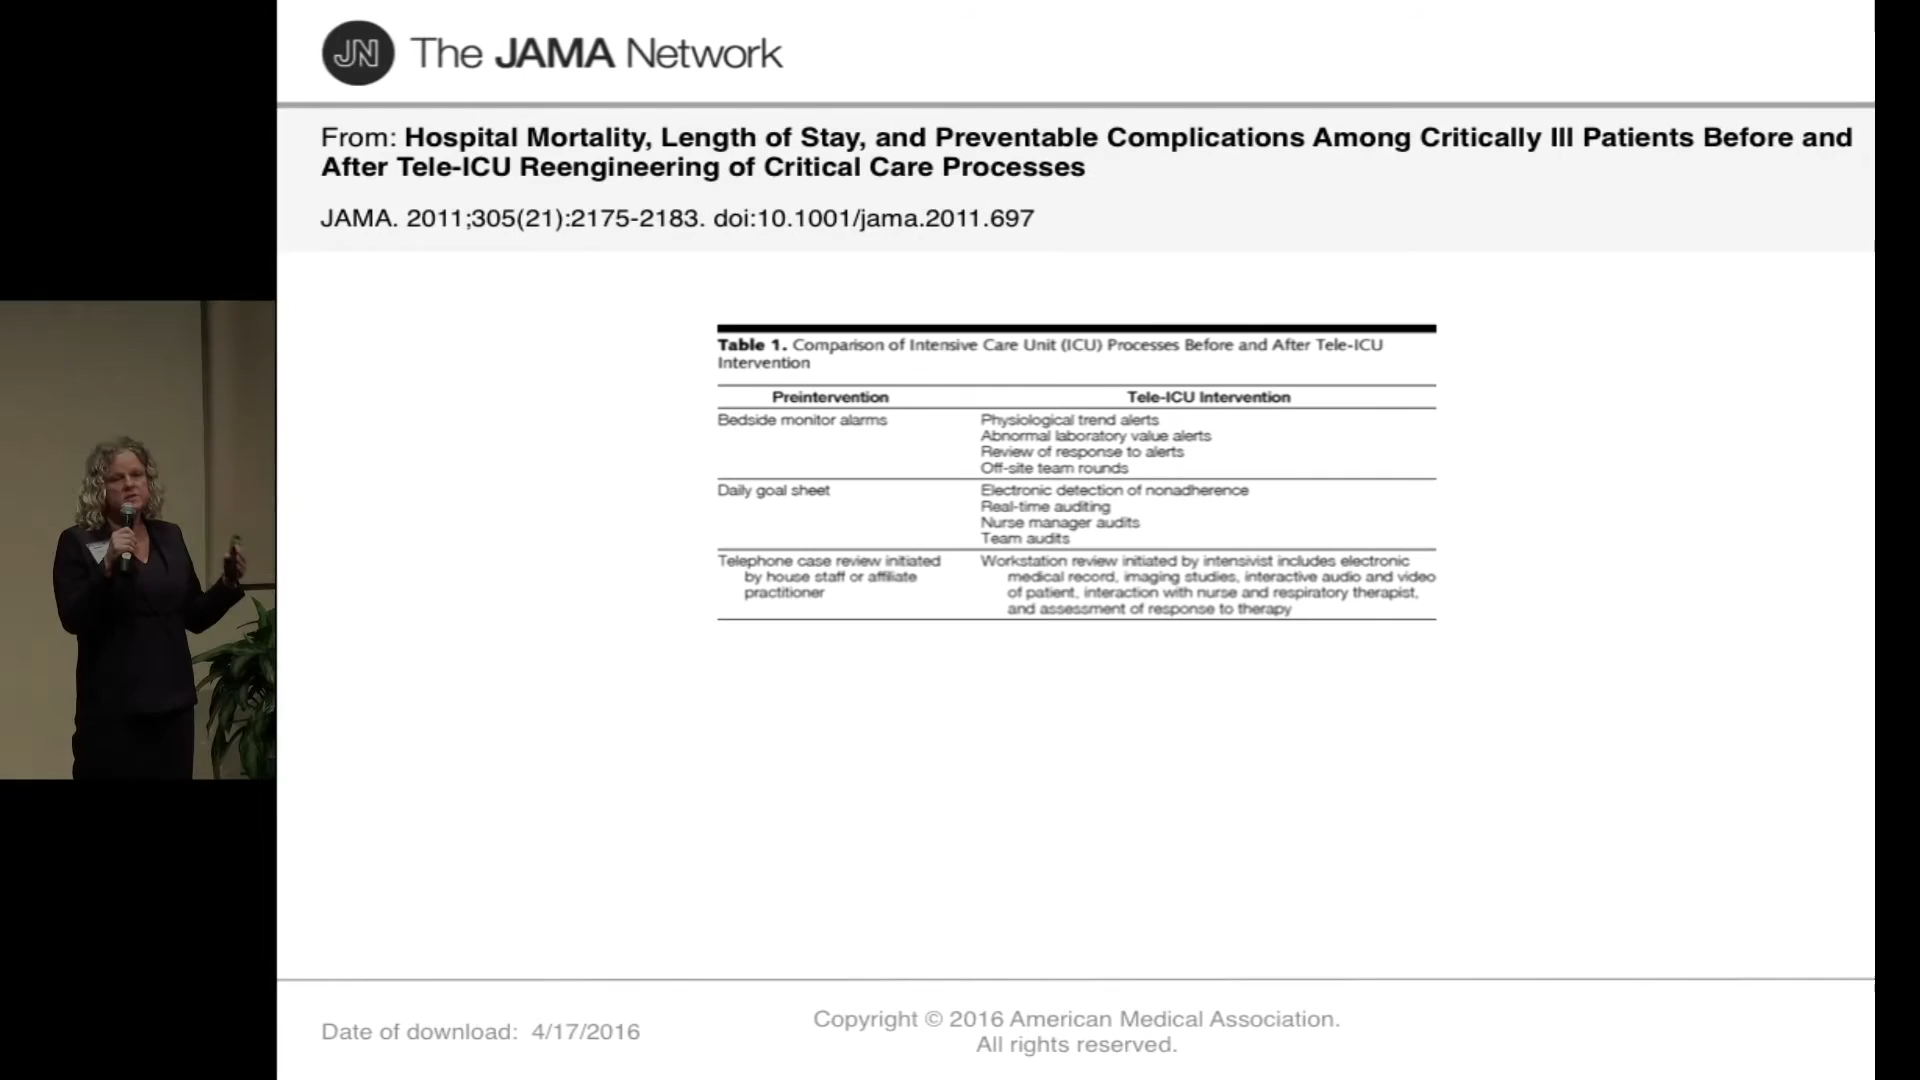 JN The JAMA Network
From: Hospital Mortality, Length of Stay, and Preventable Complications Among Critically Ill Patients Before and
After Tele-ICU Reengineering of Critical Care Processes
JAMA. 2011;305(21):2175-2183. doi:10.1001/jama.2011.697
Table 1. Comparison of Intensive Care Unit (ICU) Processes Before and After Tele-ICU
Intervention
Preintervention Tele-ICU Intervention
Bedside monitor alarms Physiological trend alerts
Abnormal laboratory value alerts
Review of response to alerts
Off-site team rounds
Daily goal sheet Electronic detection of nonadherence
Real-time auditing
Nurse manager audits
Team audits
Telephone case review initiated Workstation review initiated by intensivist includes electronic
by house staff or affiliate medical record, imaging studies, interactive audio and video
practitioner of patient, interaction with nurse and respiratory therapist,
and assessment of response to therapy
Date of download: 4/17/2016
Copyright © 2016 American Medical Association.
All rights reserved.